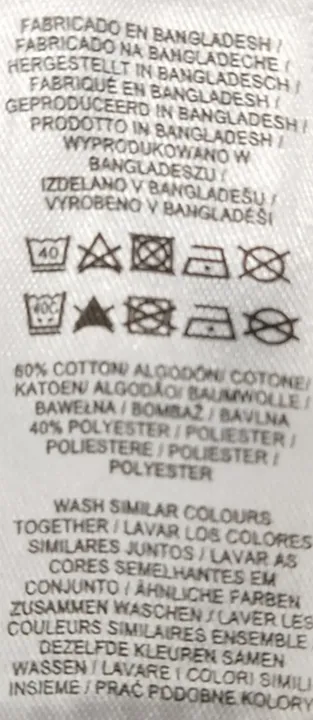 FABRICADO EN BANGLADESH /
FABRICADO NA BANGLADECHE /
HERGESTELLT IN BANGLADESCH /
FABRIQUÉ EN BANGLADESH /
GEPRODUCEERD IN BANGLADESH /
PRODOTTO IN BANGLADESH /
WYPRODUKOWANO W
BANGLADESZU /
IZDELANO V BANGLADEŠU /
VYROBENO V BANGLADÉŠI
40
40C
60% COTTON/ ALGODÓN/ COTONE/
KATOEN/ ALGODÃO/ BAUMWOLLE /
BAWEŁNA / BOMBAŽ / BAVLNA
40% POLYESTER / POLIESTER /
POLIESTERE / POLIESTER /
POLYESTER
WASH SIMILAR COLOURS
TOGETHER / LAVAR LOS COLORES
SIMILARES JUNTOS / LAVAR AS
CORES SEMELHANTES EM
CONJUNTO / ÄHNLICHE FARBEN
ZUSAMMEN WASCHEN / LAVER LES
COULEURS SIMILAIRES ENSEMBLE
DEZELFDE KLEUREN SAMEN
WASSEN / LAVARE I COLORI SIMILI
INSIEME / PRAĆ PODOBNE KOLORY